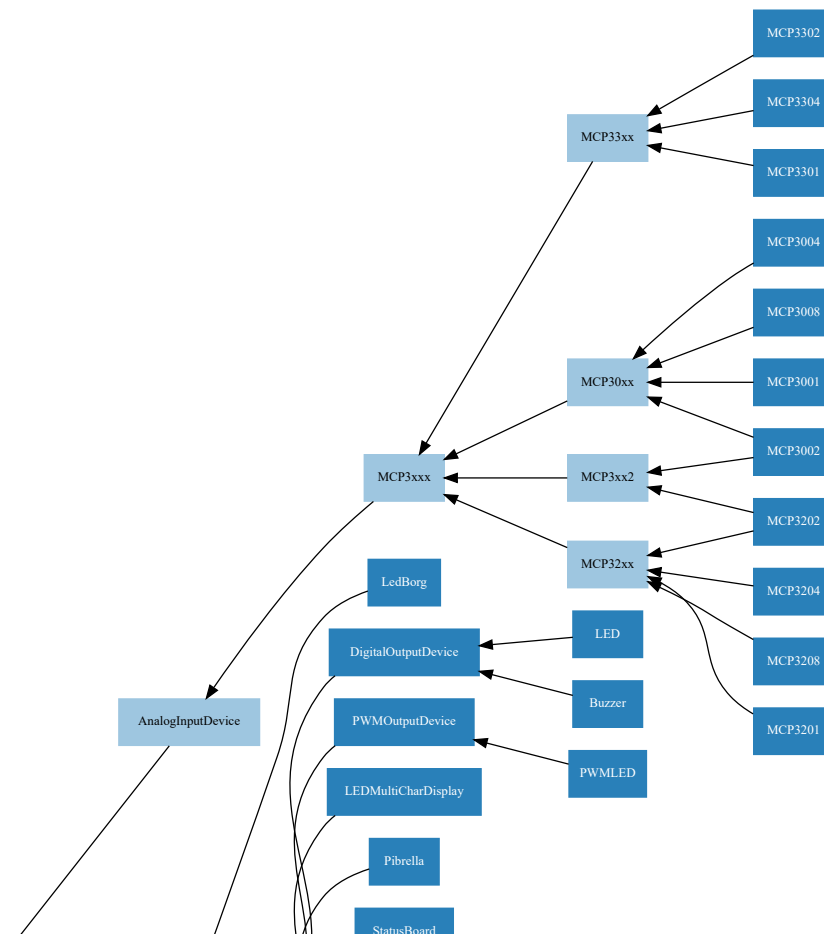 MCP3302
MCP3304
MCP33xx
MCP3301
MCP3004
MCP3008
MCP30xx
MCP3001
MCP3002
MCP3xxx
MCP3xx2
MCP3202
MCP32xx
LedBorg
MCP3204
LED
DigitalOutputDevice
MCP3208
Buzzer
AnalogInputDevice
PWMOutputDevice
MCP3201
PWMLED
LEDMultiCharDisplay
Pibrella
StatusBoard